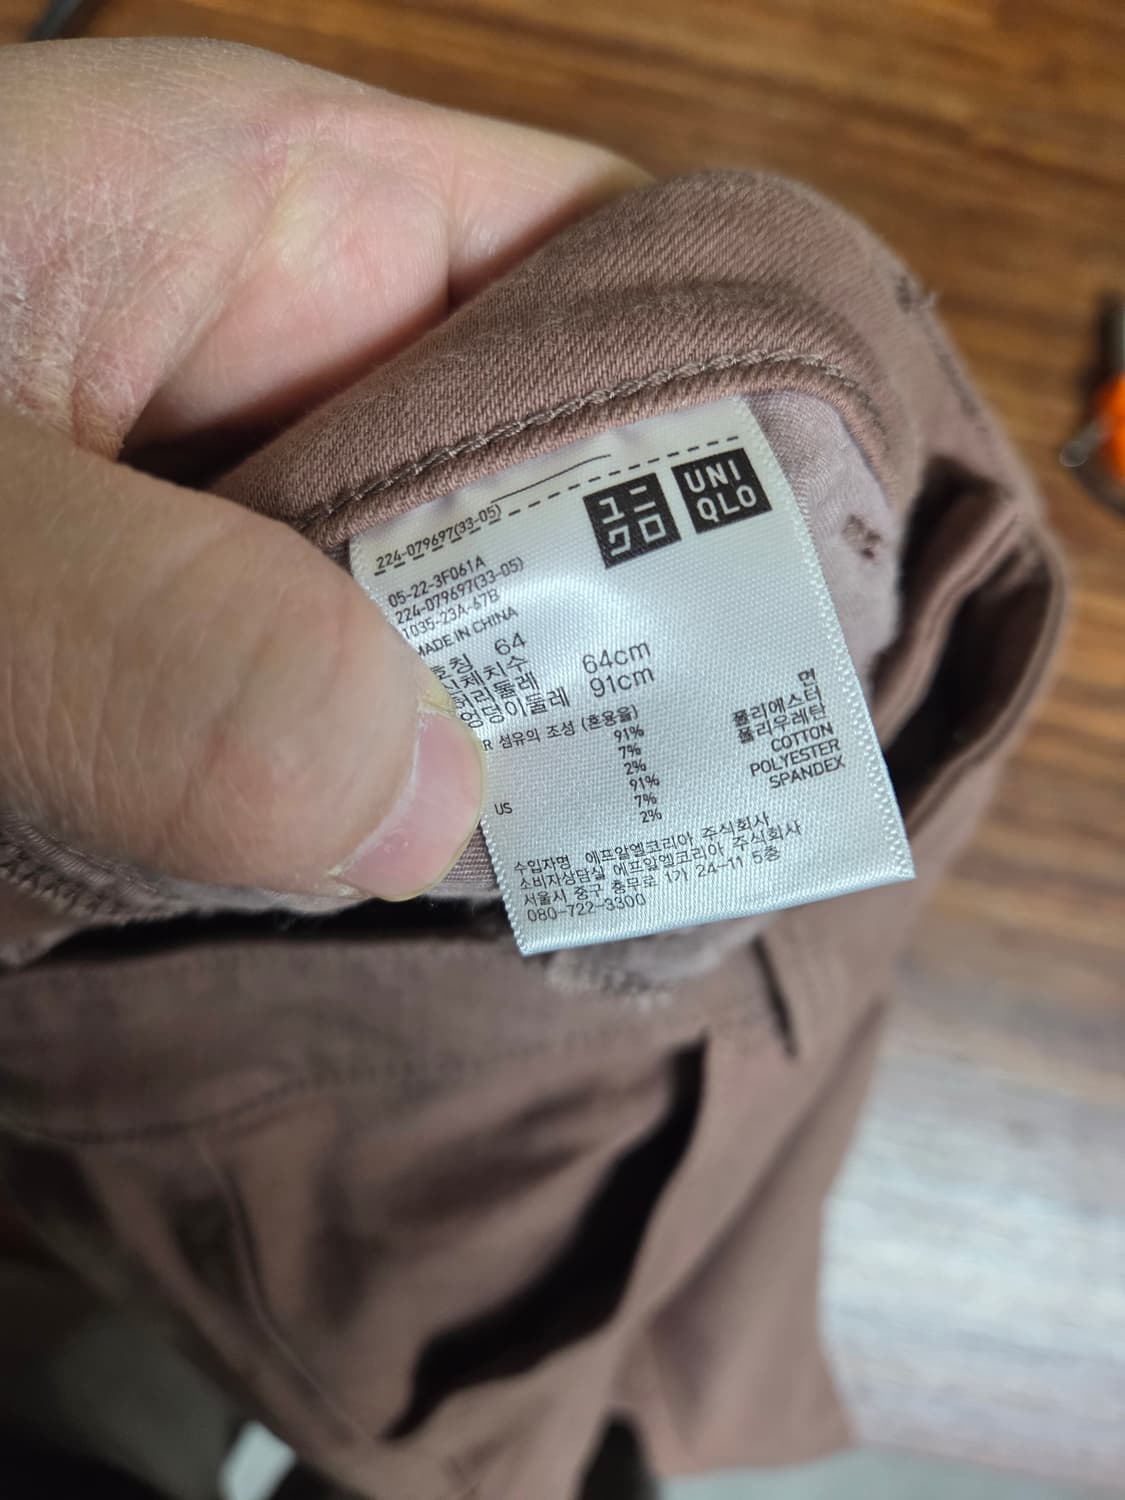 ユニ
クロ
UNI
QLO
224-079697(33-05)
05-22-3F061A
224-079697(33-05)
1035-23A-67B
MADE IN CHINA
호칭 64
신체치수
허리둘레 64cm
엉덩이둘레 91cm
R 섬유의 조성 (혼용율)
91% 면
7% 폴리에스터
2% 폴리우레탄
US 91% COTTON
7% POLYESTER
2% SPANDEX
수입자명 에프알엘코리아 주식회사
소비자상담실 에프알엘코리아 주식회사
서울시 중구 충무로 1가 24-11 5층
080-722-3300